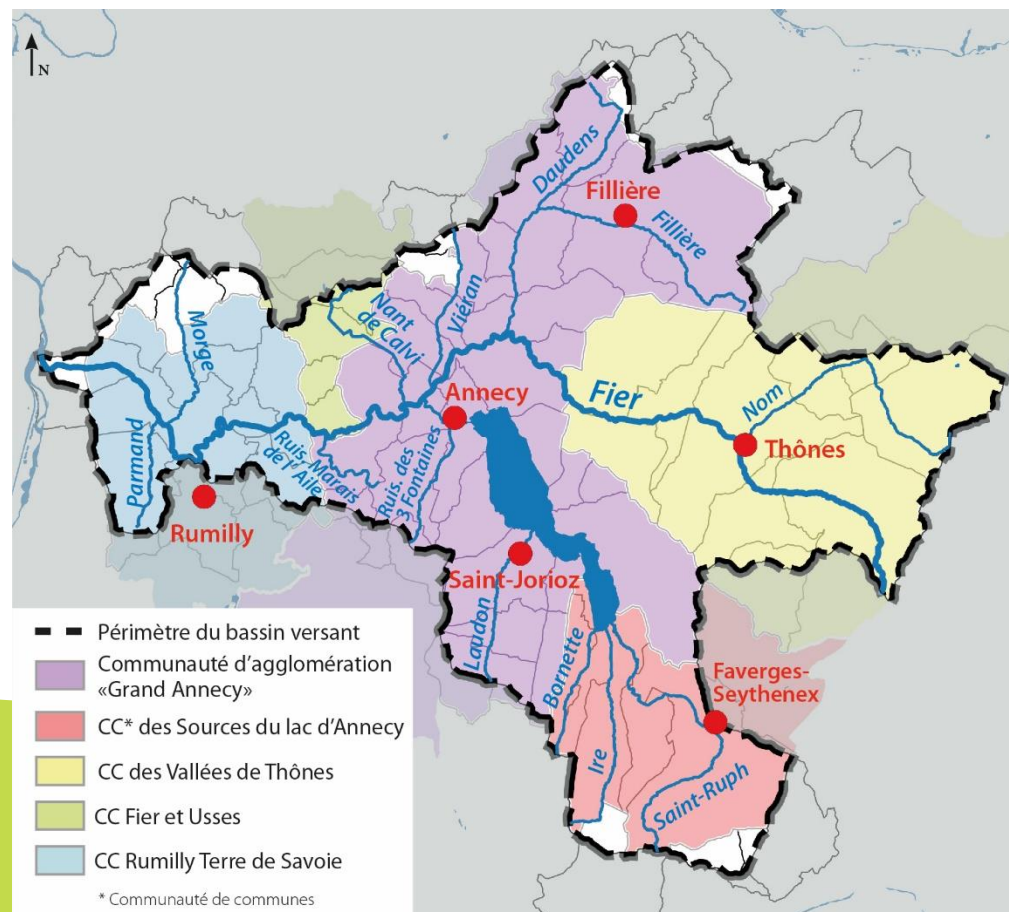 N
Daudens
Fillière
Fillière
Viéran
Nant
de Calvi
Morge
Annecy
Fier
Nom
Thônes
Parmand
Ruis. Marais
de l'Aile
Ruis. des
3 Fontaines
Rumilly
Saint-Jorioz
Laudon
Bornette
Ire
Faverges-
Seythenex
Saint-Ruph
Périmètre du bassin versant
Communauté d'agglomération
«Grand Annecy»
CC* des Sources du lac d'Annecy
CC des Vallées de Thônes
CC Fier et Usses
CC Rumilly Terre de Savoie
* Communauté de communes